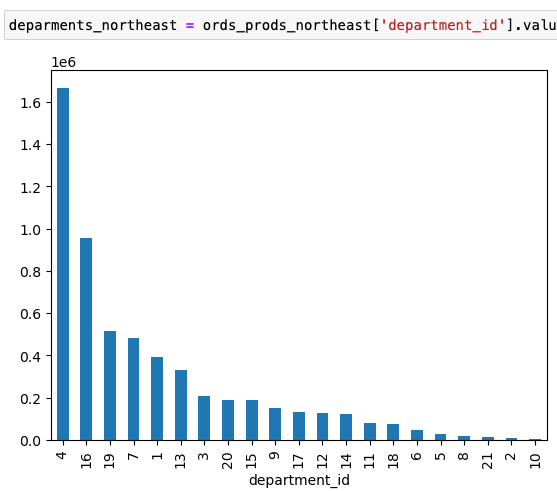 deparments_northeast = ords_prods_northeast['department_id'].valu
1e6
1.6
1.4
1.2
1.0
0.8
0.6
0.4
0.2
0.0
4 16 19 7 1 13 3 20 15 9 17 12 14 11 18 6 5 8 21 2 10
department_id